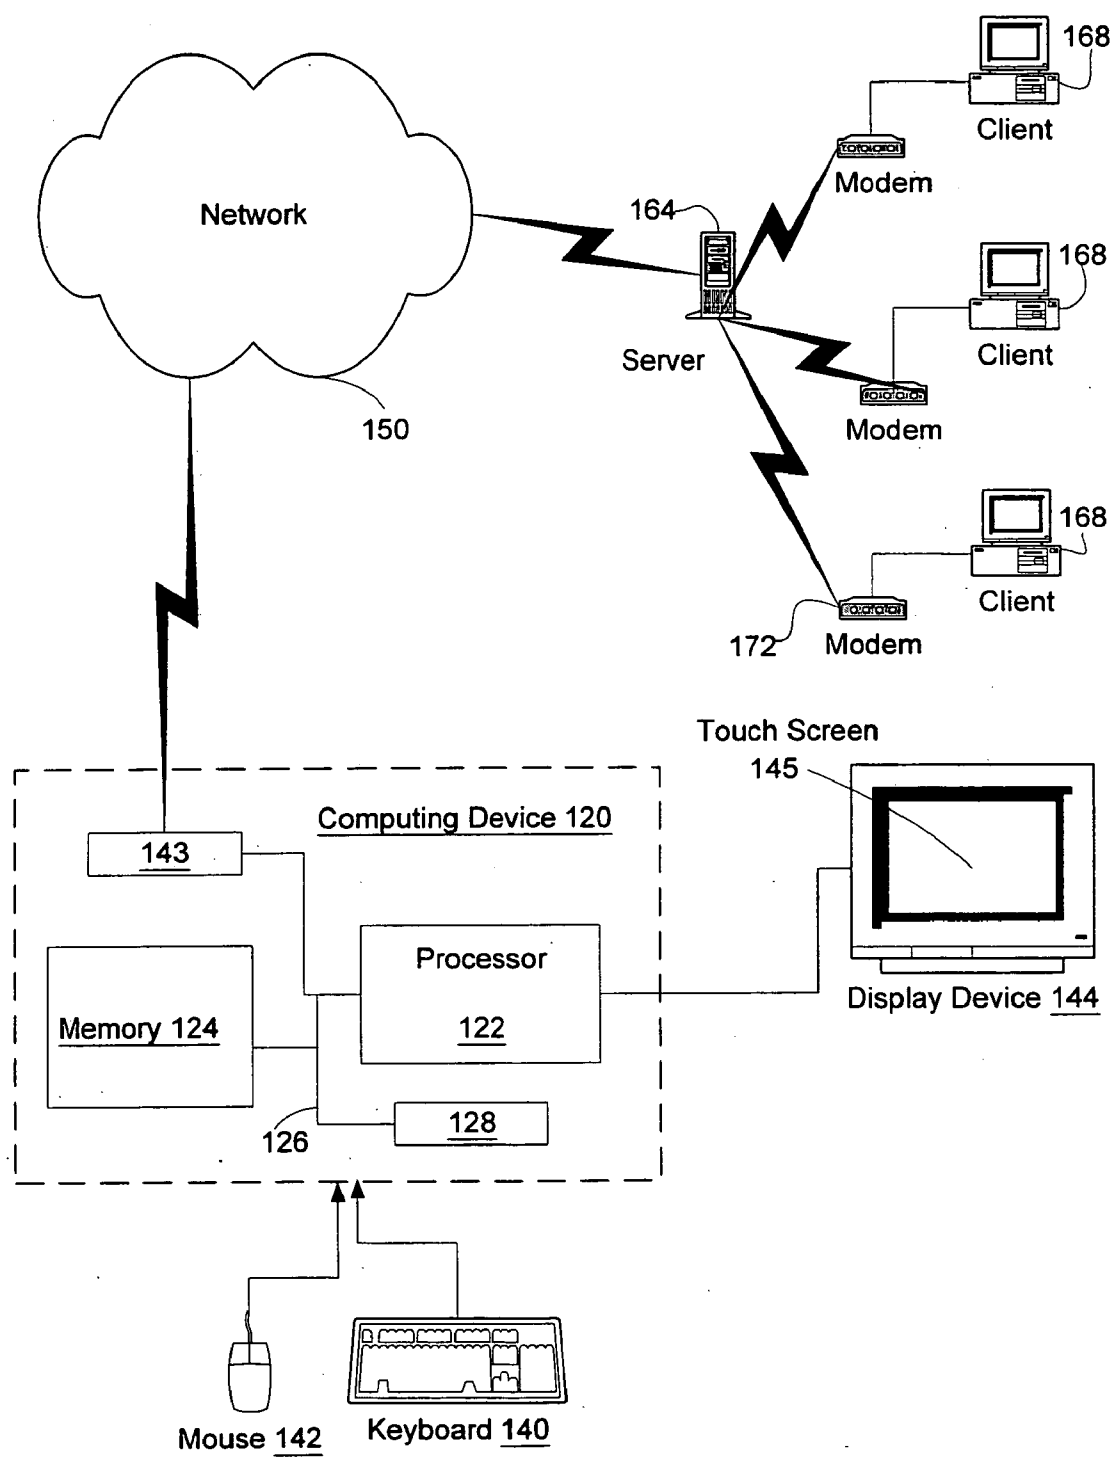 168
Client
Modem
Network
164
168
Server
Client
150
Modem
168
Client
172
Modem
Touch Screen
145
Computing Device 120
143
Processor
Display Device 144
Memory 124
122
128
126
Mouse 142
Keyboard 140